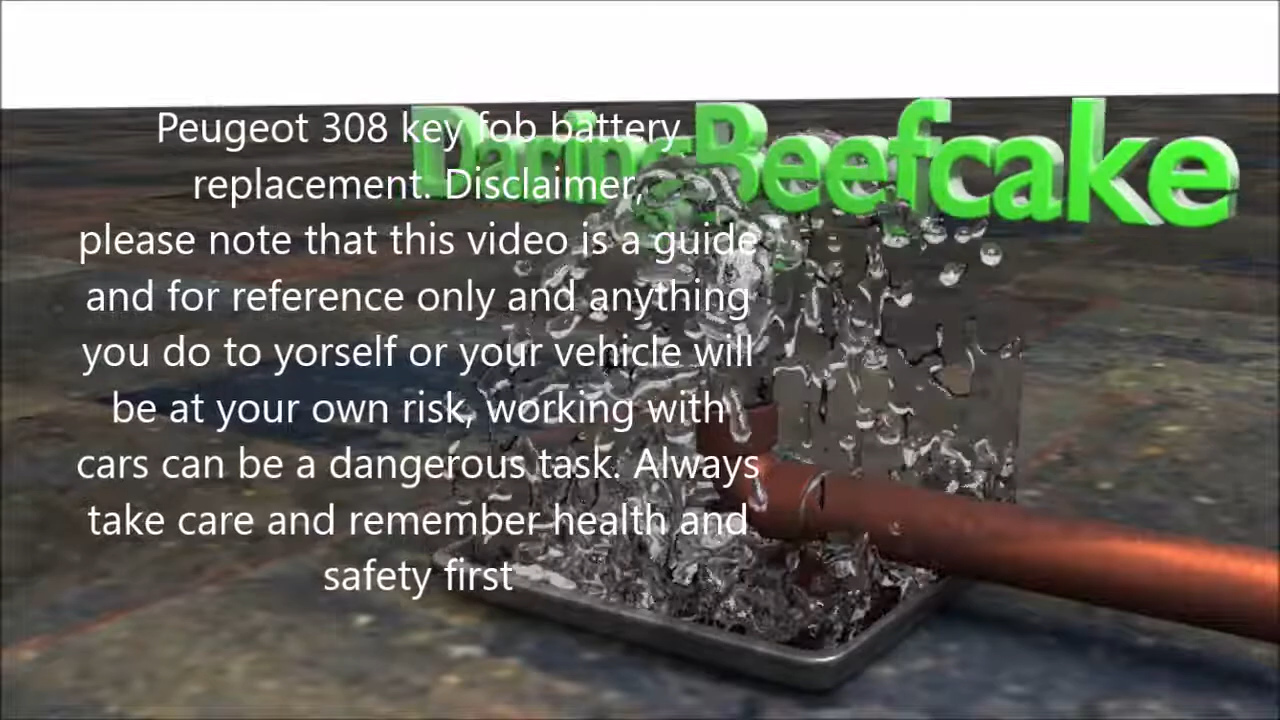 DaringBeefcake
Peugeot 308 key fob battery
replacement. Disclaimer,
please note that this video is a guide
and for reference only and anything
you do to yorself or your vehicle will
be at your own risk, working with
cars can be a dangerous task. Always
take care and remember health and
safety first